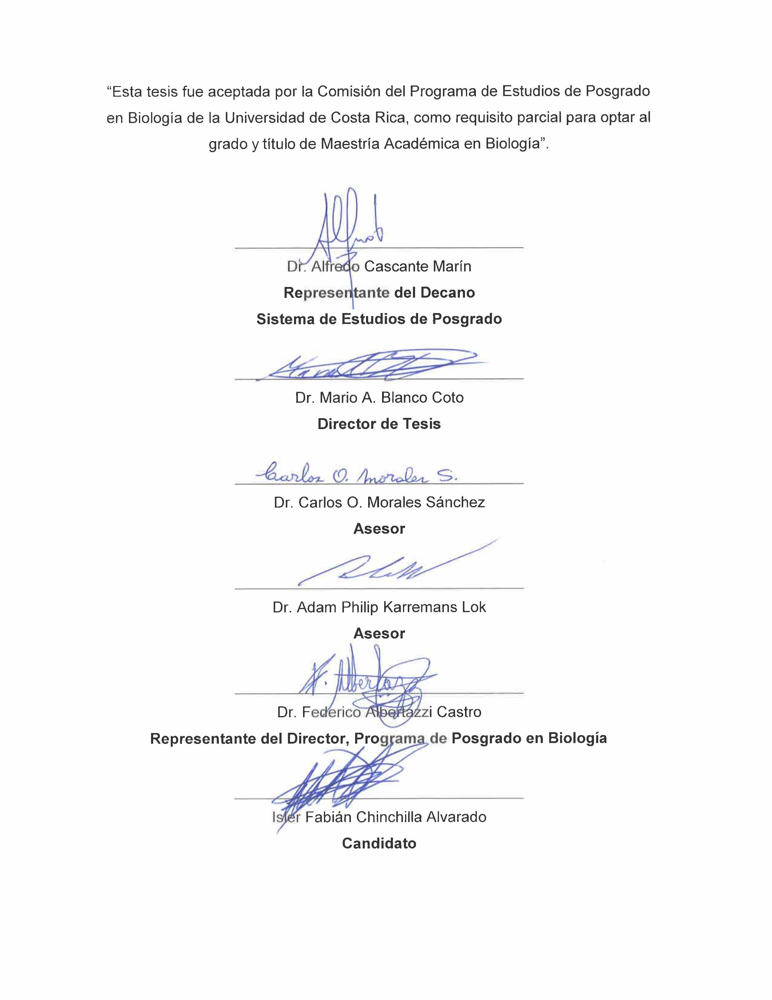 “Esta tesis fue aceptada por la Comisión del Programa de Estudios de Posgrado
en Biología de la Universidad de Costa Rica, como requisito parcial para optar al
grado y título de Maestría Académica en Biología”.
Dr. Alfredo Cascante Marín
Representante del Decano
Sistema de Estudios de Posgrado
Dr. Mario A. Blanco Coto
Director de Tesis
Carlos O. Morales S.
Dr. Carlos O. Morales Sánchez
Asesor
Dr. Adam Philip Karremans Lok
Asesor
F. Albertazzi
Dr. Federico Albertazzi Castro
Representante del Director, Programa de Posgrado en Biología
Isler Fabián Chinchilla Alvarado
Candidato